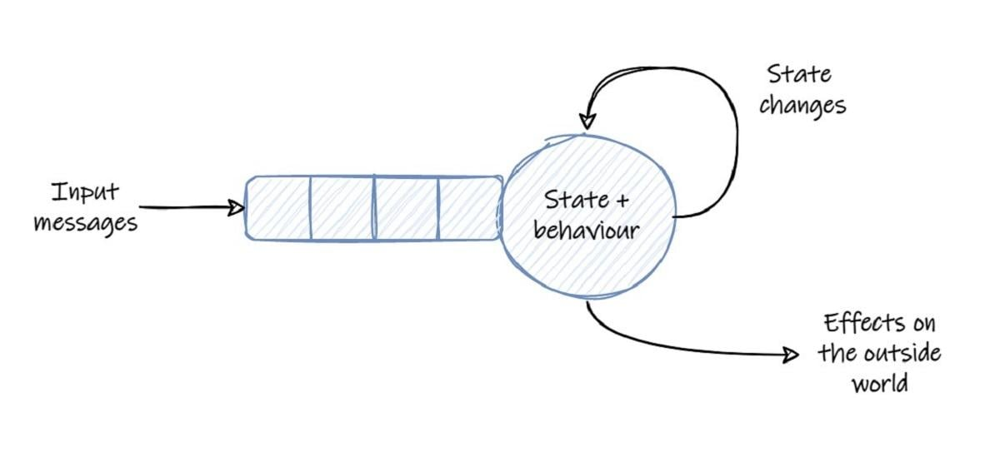 State
changes
Input
messages
State +
behaviour
Effects on
the outside
world